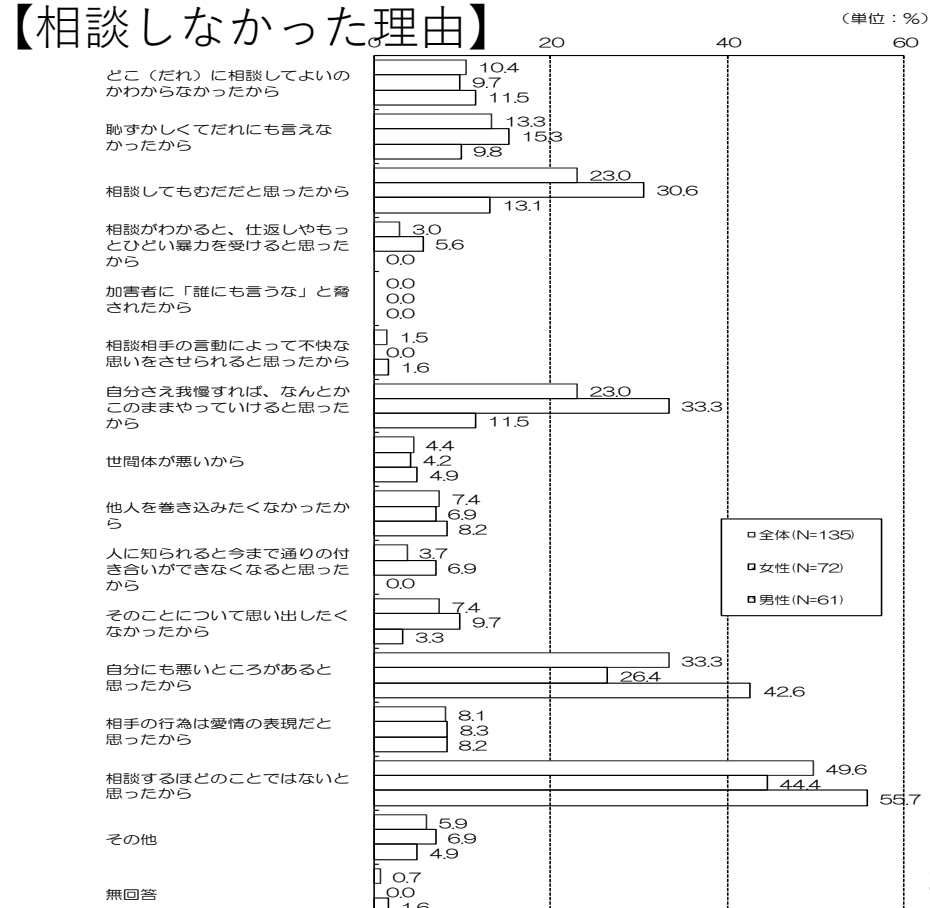 【相談しなかった理由】
（単位：％）
0 20 40 60
どこ（だれ）に相談してよいの
かわからなかったから
10.4
9.7
11.5
恥ずかしくてだれにも言えな
かったから
13.3
15.3
9.8
相談してもむだだと思ったから
23.0
30.6
13.1
相談がわかると、仕返しやもっ
とひどい暴力を受けると思った
から
3.0
5.6
0.0
加害者に「誰にも言うな」と脅
されたから
0.0
0.0
0.0
相談相手の言動によって不快な
思いをさせられると思ったから
1.5
0.0
1.6
自分さえ我慢すれば、なんとか
このままやっていけると思った
から
23.0
33.3
11.5
世間体が悪いから
4.4
4.2
4.9
他人を巻き込みたくなかったか
ら
7.4
6.9
8.2
人に知られると今まで通りの付
き合いができなくなると思った
から
3.7
6.9
0.0
そのことについて思い出したく
なかったから
7.4
9.7
3.3
自分にも悪いところがあると
思ったから
33.3
26.4
42.6
相手の行為は愛情の表現だと
思ったから
8.1
8.3
8.2
相談するほどのことではないと
思ったから
49.6
44.4
55.7
その他
5.9
6.9
4.9
無回答
0.7
0.0
1.6
全体(N=135)
女性(N=72)
男性(N=61)